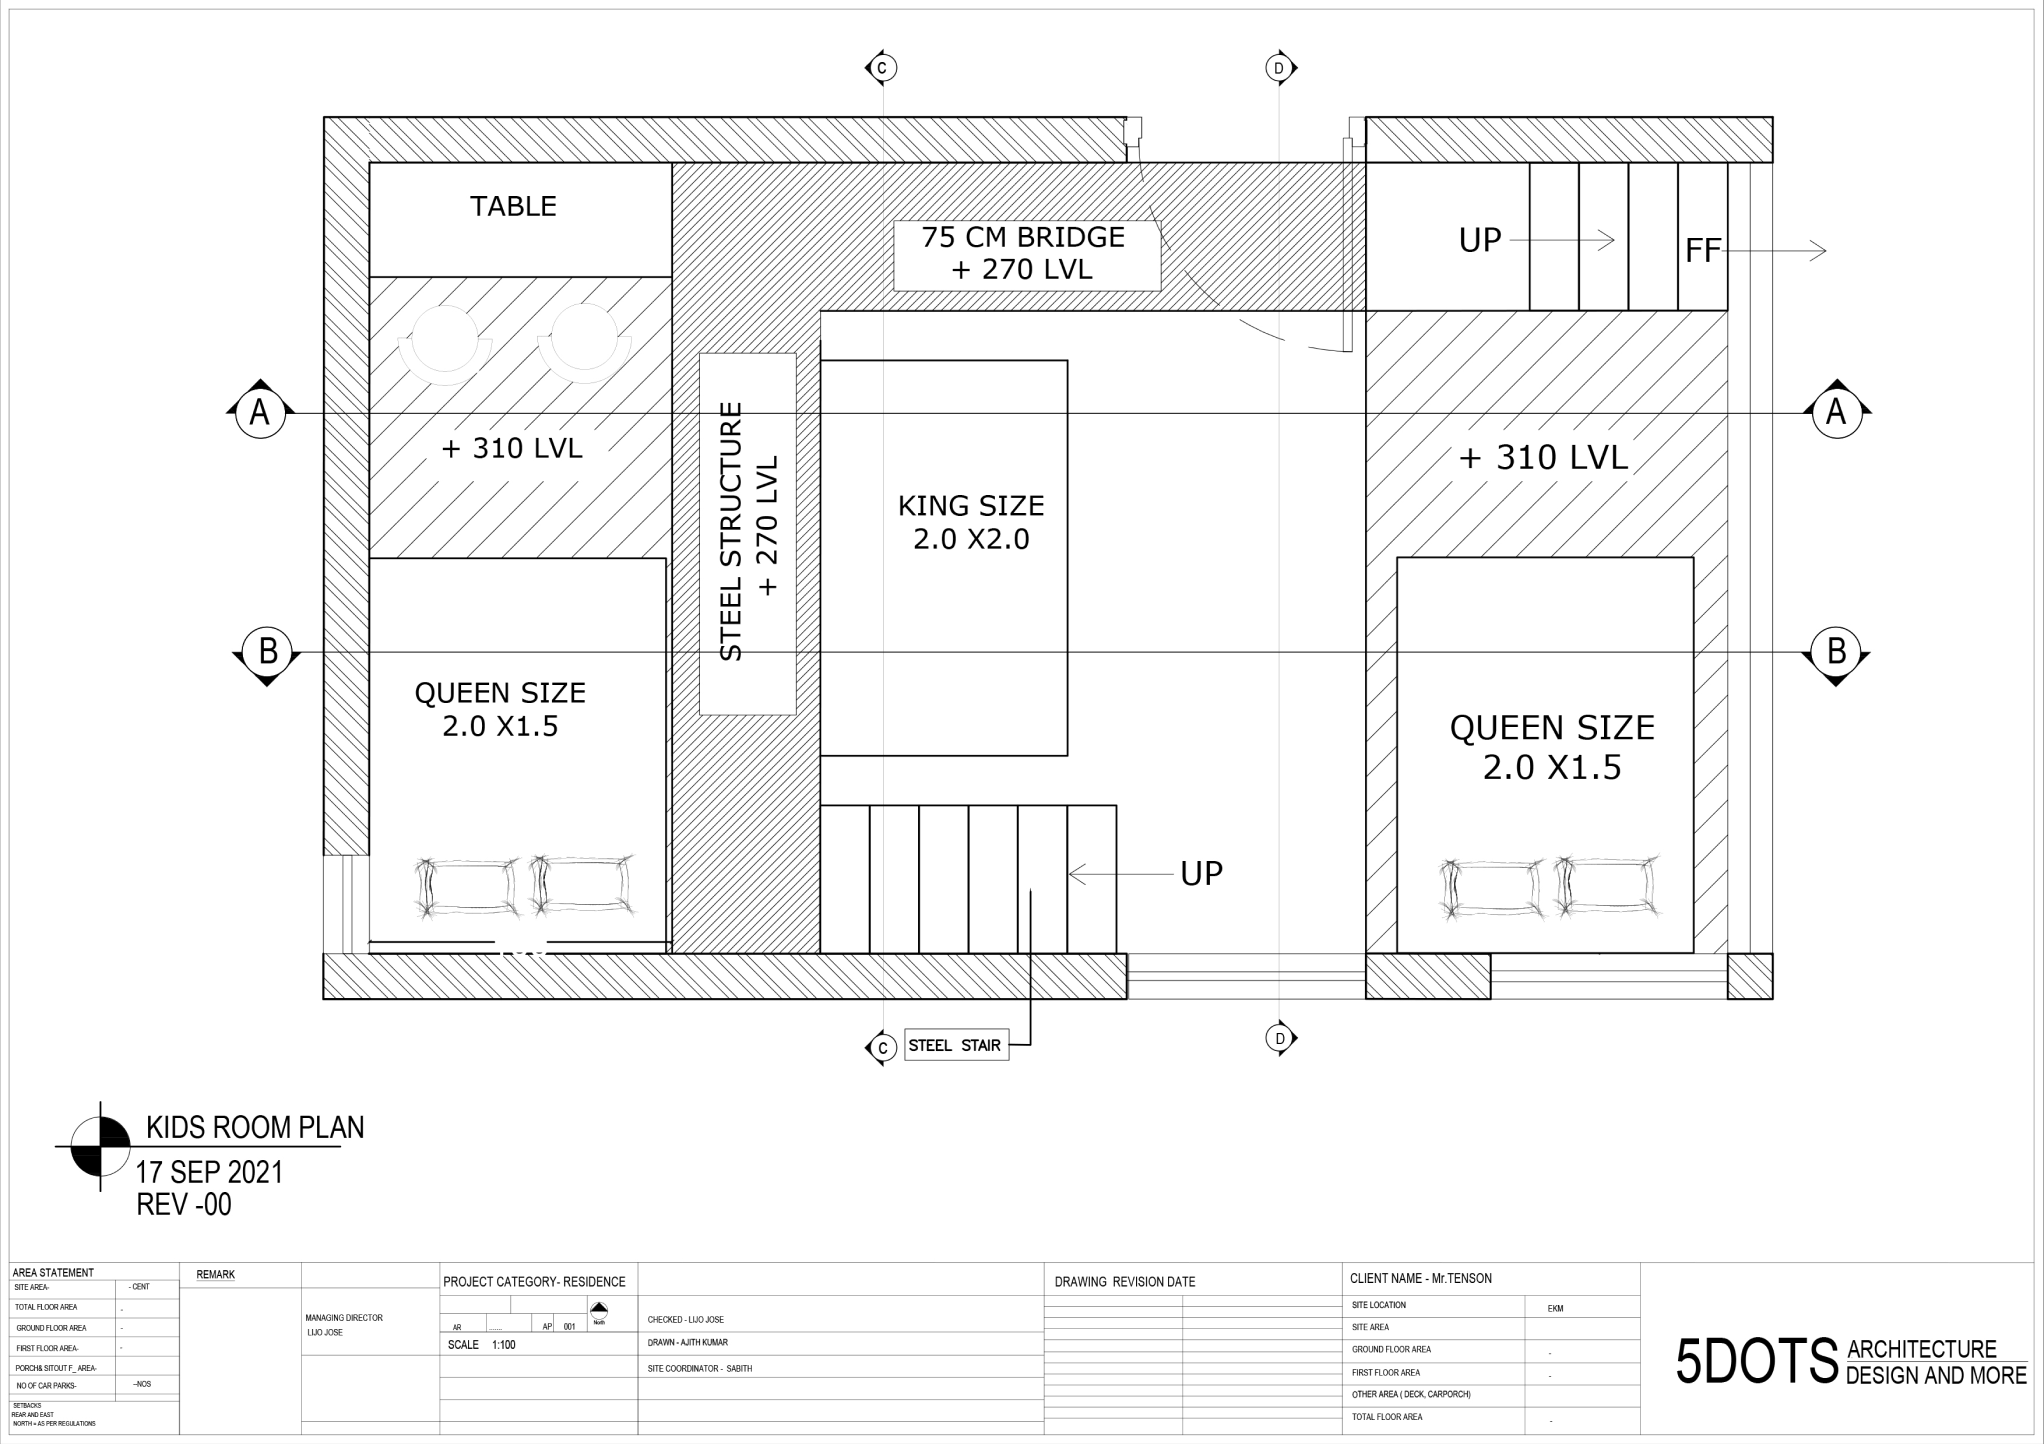 C
D
TABLE
75 CM BRIDGE
+ 270 LVL
UP
FF
A
A
STEEL STRUCTURE
+ 270 LVL
+ 310 LVL
+ 310 LVL
KING SIZE
2.0 X2.0
B
B
QUEEN SIZE
2.0 X1.5
QUEEN SIZE
2.0 X1.5
UP
C
STEEL STAIR
D
KIDS ROOM PLAN
17 SEP 2021
REV -00
AREA STATEMENT
SITE AREA-
- CENT
TOTAL FLOOR AREA
-
GROUND FLOOR AREA
-
FIRST FLOOR AREA-
-
PORCH& SITOUT F_ AREA-
NO OF CAR PARKS-
--NOS
SETBACKS
REAR AND EAST
NORTH = AS PER REGULATIONS
REMARK
MANAGING DIRECTOR
LIJO JOSE
PROJECT CATEGORY- RESIDENCE
AR
.......
AP
001
North
SCALE 1:100
CHECKED - LIJO JOSE
DRAWN - AJITH KUMAR
SITE COORDINATOR - SABITH
DRAWING REVISION DATE
CLIENT NAME - Mr.TENSON
SITE LOCATION
EKM
SITE AREA
GROUND FLOOR AREA
-
FIRST FLOOR AREA
-
OTHER AREA ( DECK, CARPORCH)
TOTAL FLOOR AREA
-
5DOTS
ARCHITECTURE
DESIGN AND MORE